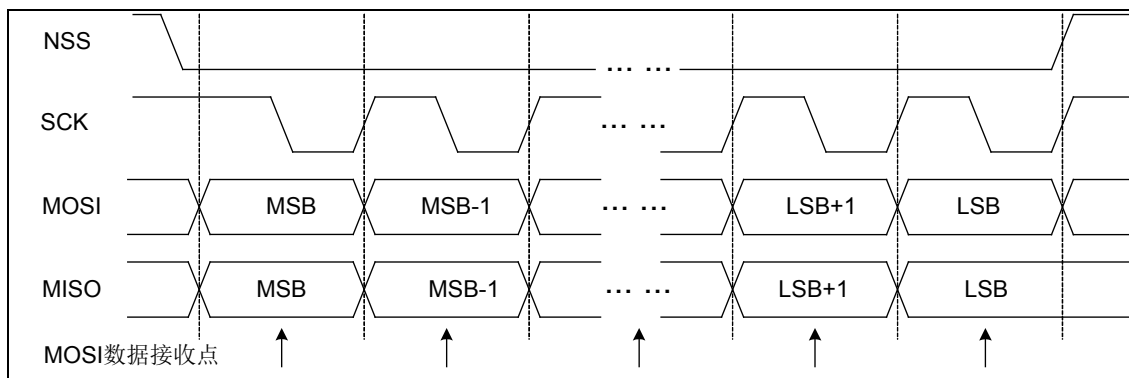 NSS
... ...
SCK
... ...
MOSI MSB MSB-1 ... ... LSB+1 LSB
MISO MSB MSB-1 ... ... LSB+1 LSB
MOSI数据接收点